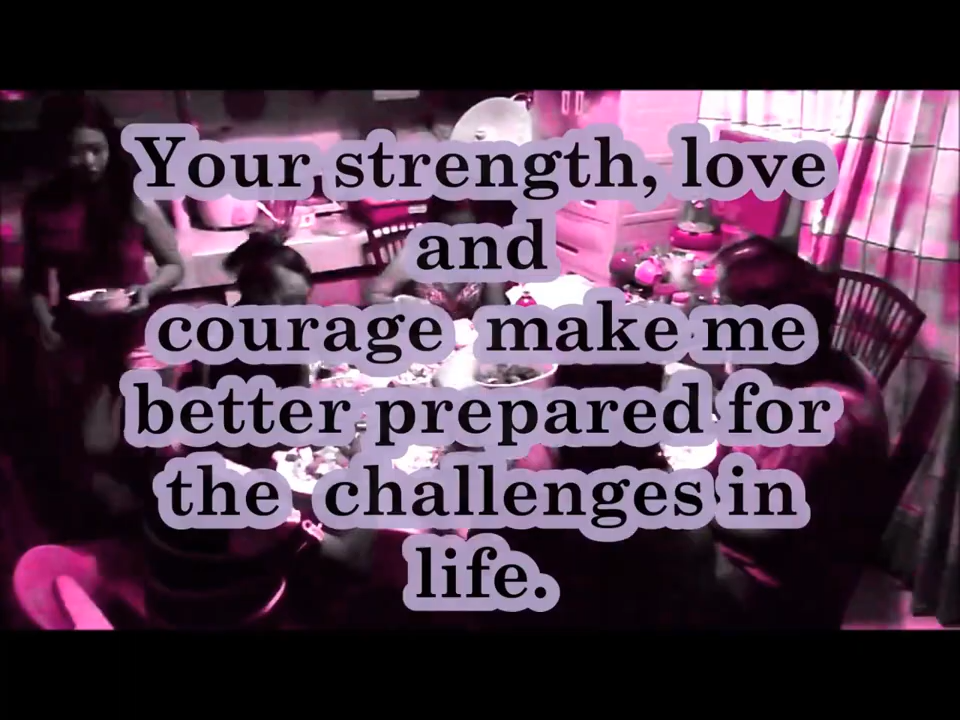 Your strength, love
and
courage  make me
better prepared for
the  challenges in
life.